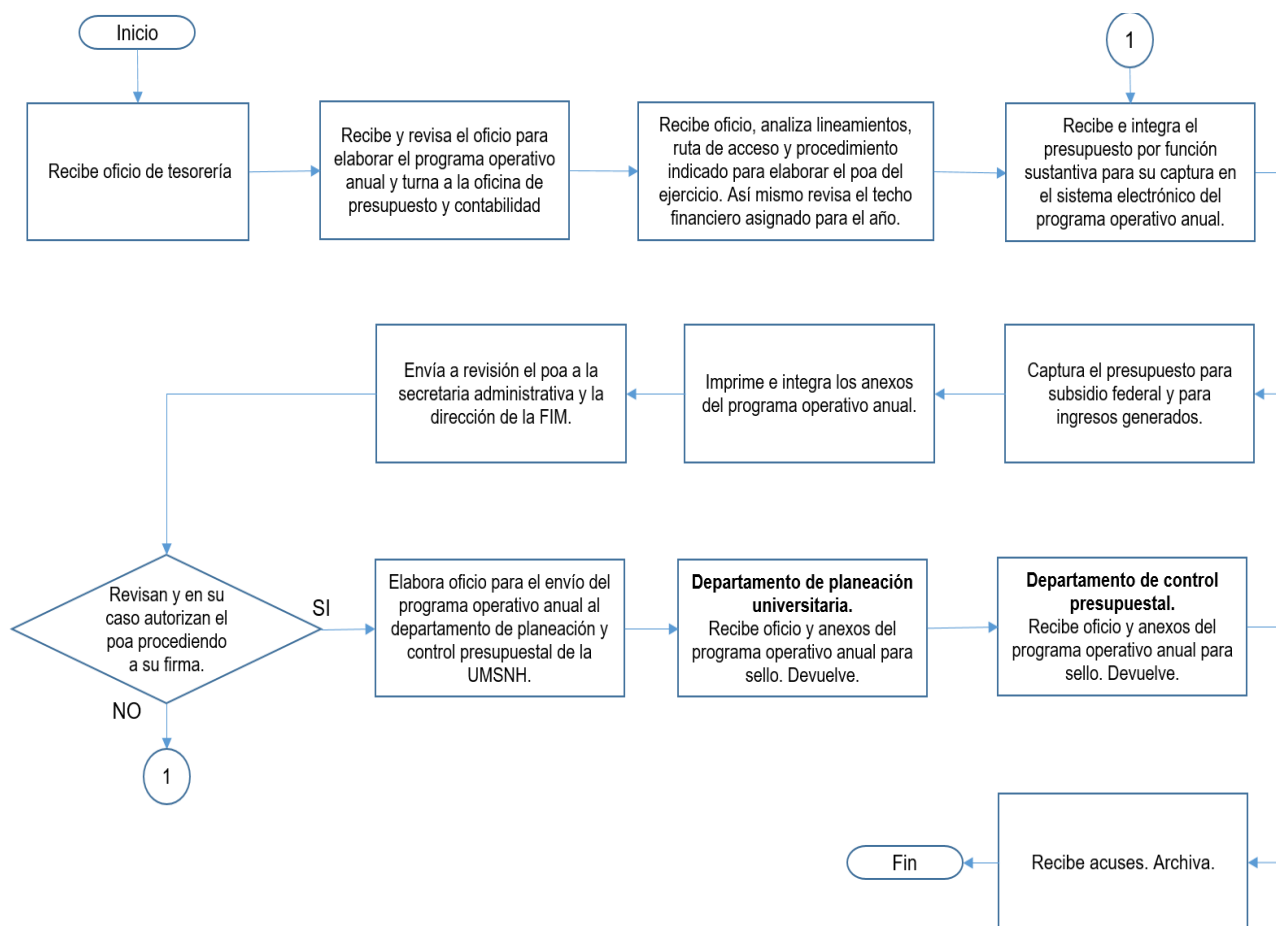 Inicio
1
Recibe oficio de tesorería
Recibe y revisa el oficio para
elaborar el programa operativo
anual y turna a la oficina de
presupuesto y contabilidad
Recibe oficio, analiza lineamientos,
ruta de acceso y procedimiento
indicado para elaborar el poa del
ejercicio. Así mismo revisa el techo
financiero asignado para el año.
Recibe e integra el
presupuesto por función
sustantiva para su captura en
el sistema electrónico del
programa operativo anual.
Captura el presupuesto para
subsidio federal y para
ingresos generados.
Imprime e integra los anexos
del programa operativo anual.
Envía a revisión el poa a la
secretaria administrativa y la
dirección de la FIM.
Revisan y en su
caso autorizan el
poa procediendo
a su firma.
SI
NO
1
Elabora oficio para el envío del
programa operativo anual al
departamento de planeación y
control presupuestal de la
UMSNH.
Departamento de planeación
universitaria.
Recibe oficio y anexos del
programa operativo anual para
sello. Devuelve.
Departamento de control
presupuestal.
Recibe oficio y anexos del
programa operativo anual para
sello. Devuelve.
Recibe acuses. Archiva.
Fin